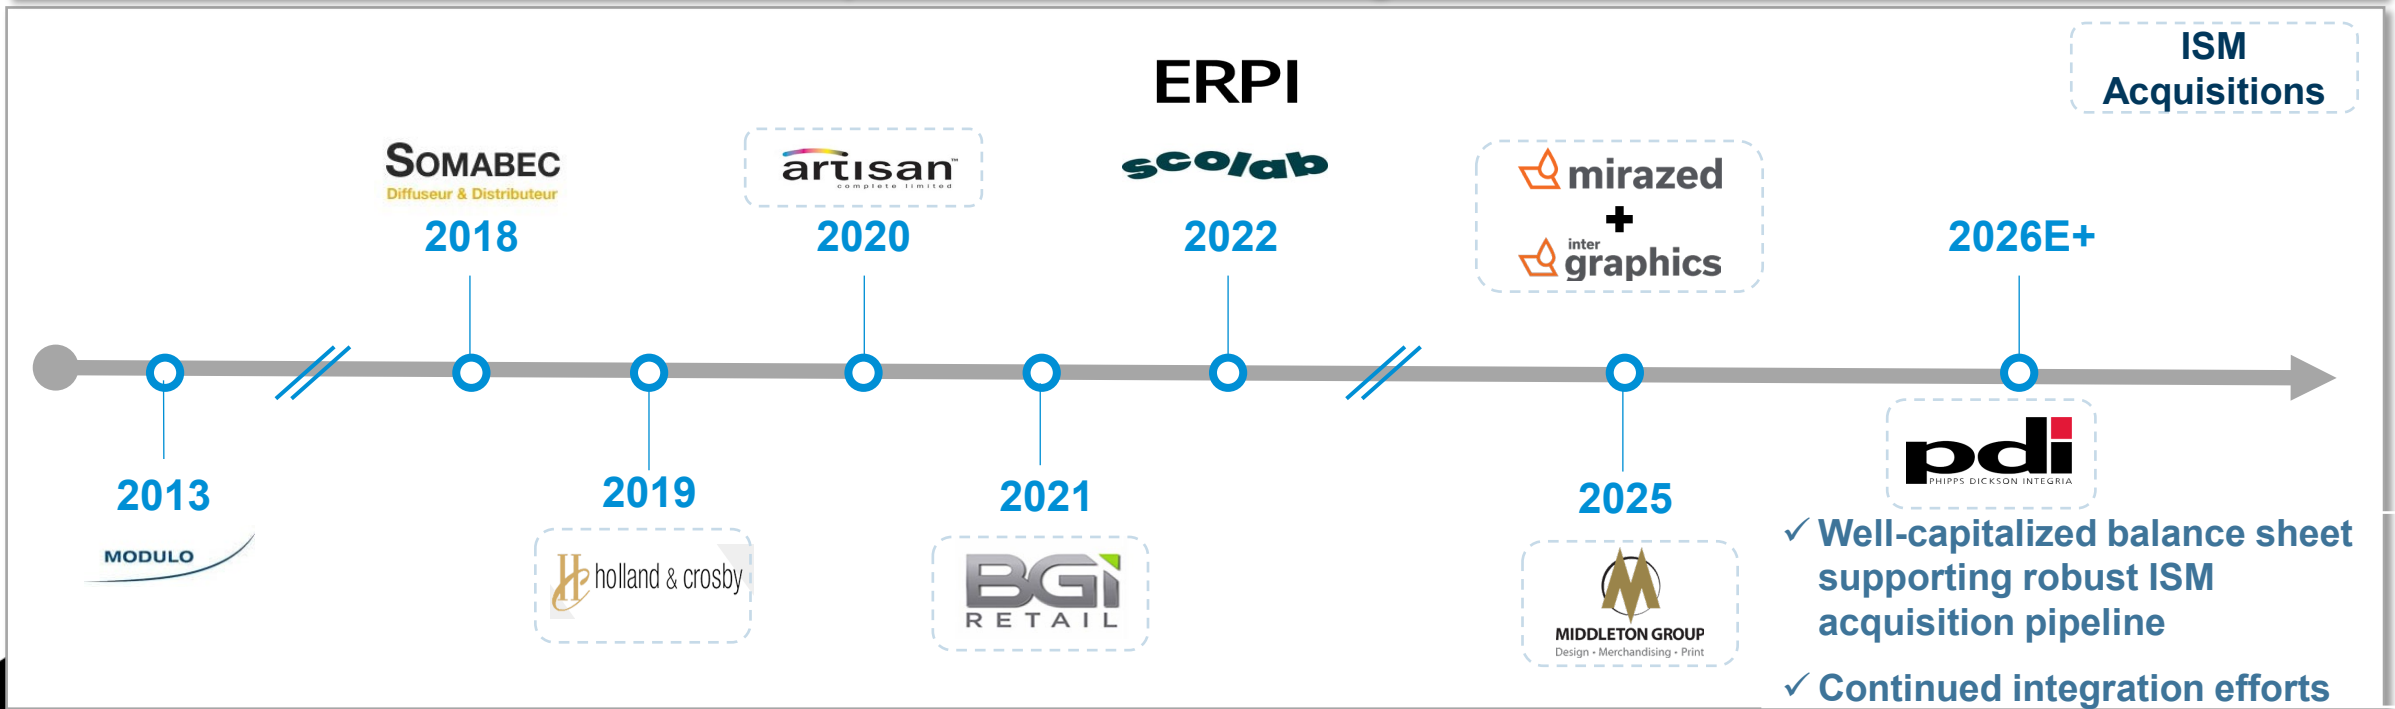 ISM
Acquisitions
SOMABEC
Diffuseur & Distributeur
2018
artisan™
complete limited
2020
ERPI
scolab
2022
mirazed
+
inter
graphics
2026E+
2013
MODULO
2019
holland & crosby
2021
BGi
RETAIL
2025
MIDDLETON GROUP
Design • Merchandising • Print
pdi
PHIPPS DICKSON INTEGRIA
✓ Well-capitalized balance sheet
supporting robust ISM
acquisition pipeline
✓ Continued integration efforts